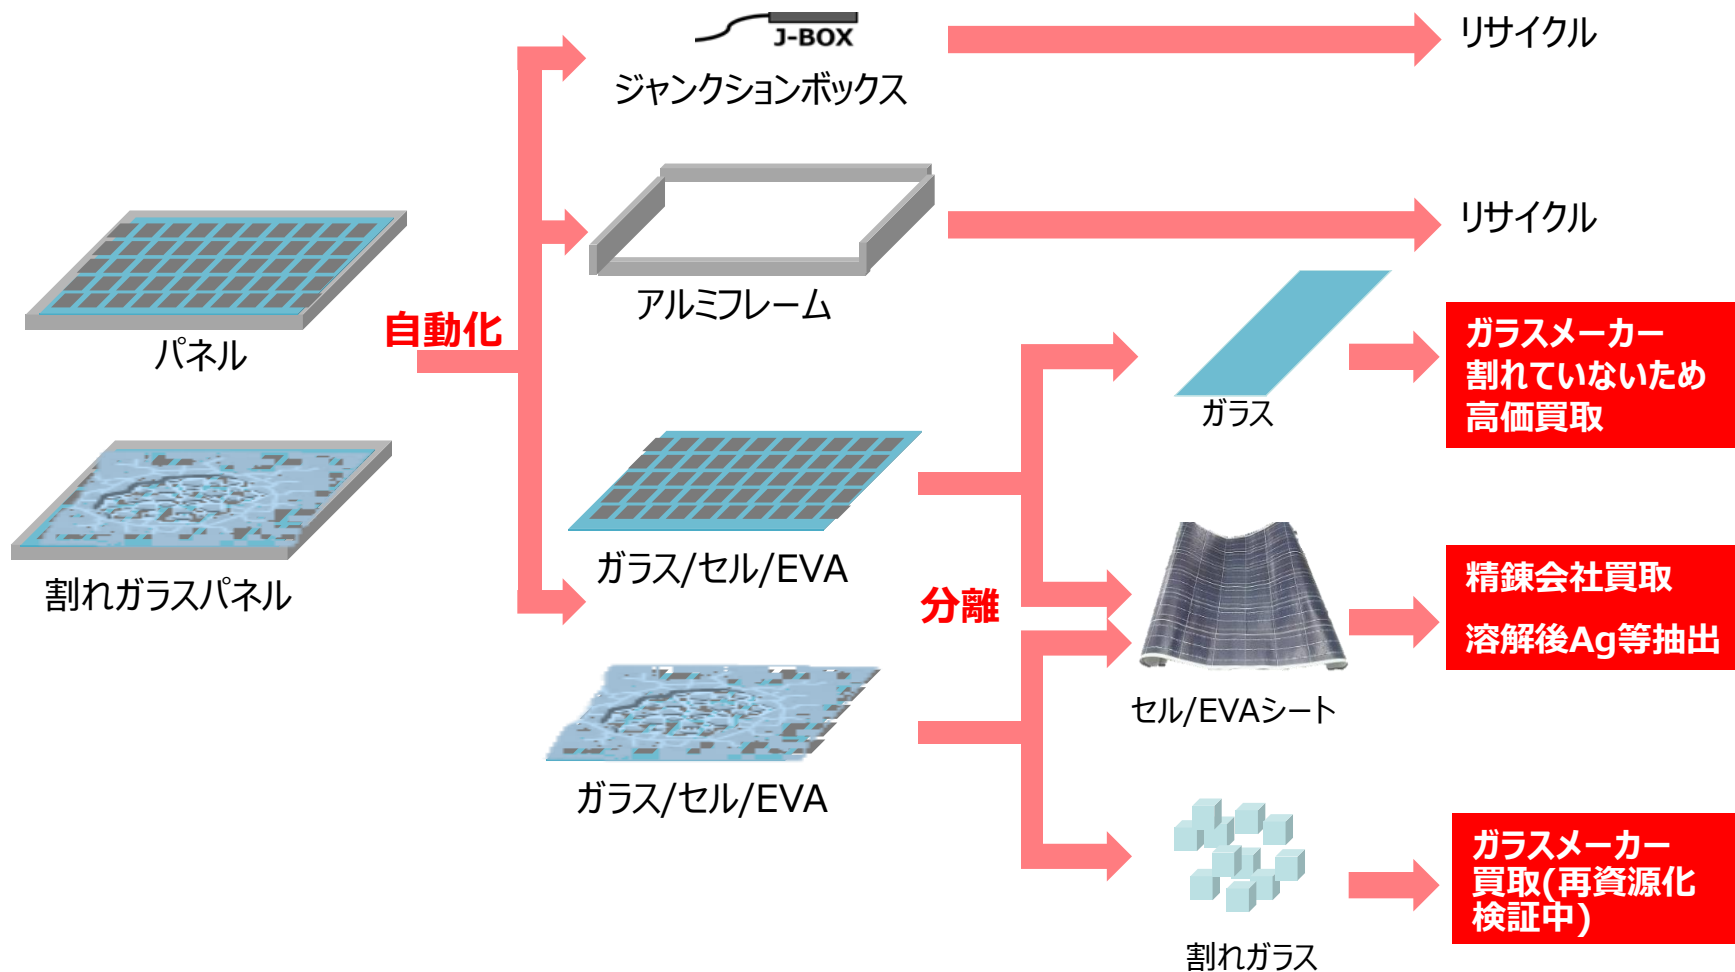 J-BOX
ジャンクションボックス
リサイクル
アルミフレーム
リサイクル
パネル
自動化
割れガラスパネル
ガラス/セル/EVA
ガラス/セル/EVA
分離
ガラス
ガラスメーカー
割れていないため
高価買取
セル/EVAシート
精錬会社買取
溶解後Ag等抽出
割れガラス
ガラスメーカー
買取(再資源化
検証中)